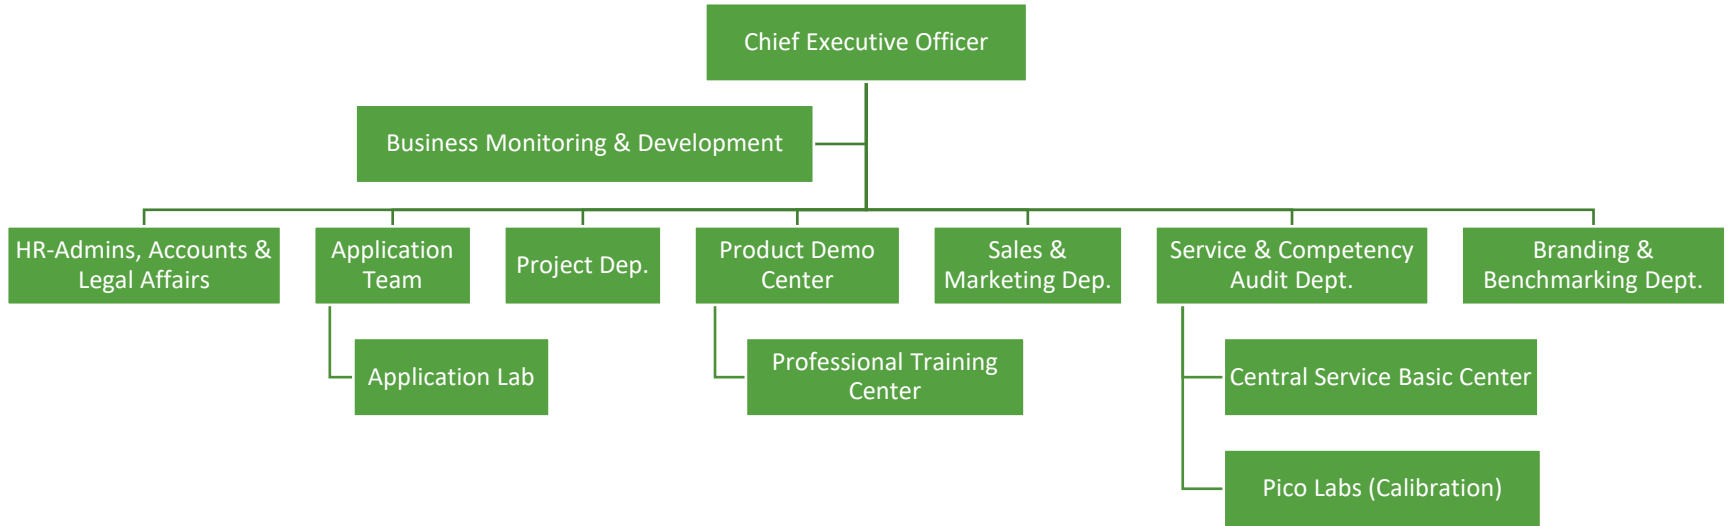 Chief Executive Officer
Business Monitoring & Development
HR-Admins, Accounts &
Legal Affairs
Application
Team
Project Dep.
Product Demo
Center
Sales &
Marketing Dep.
Service & Competency
Audit Dept.
Branding &
Benchmarking Dept.
Application Lab
Professional Training
Center
Central Service Basic Center
Pico Labs (Calibration)